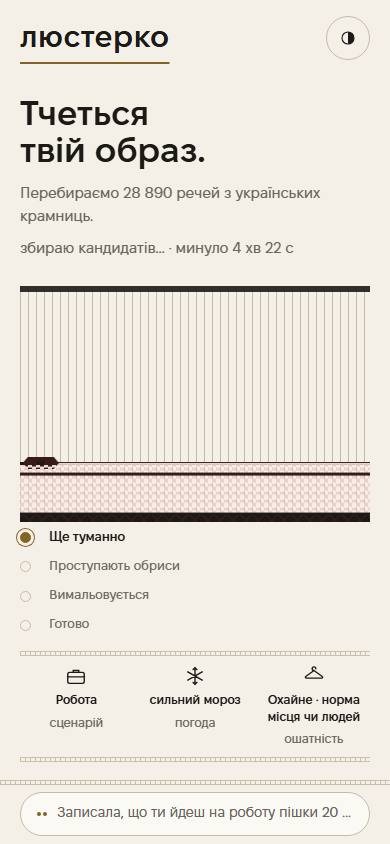 люстерко
Тчеться
твій образ.
Перебираємо 28 890 речей з українських
крамниць.
збираю кандидатів... · минуло 4 хв 22 с
Ще туманно
Проступають обриси
Вимальовується
Готово
Робота
сценарій
сильний мороз
погода
Охайне · норма
місця чи людей
ошатність
Записала, що ти йдеш на роботу пішки 20 ...